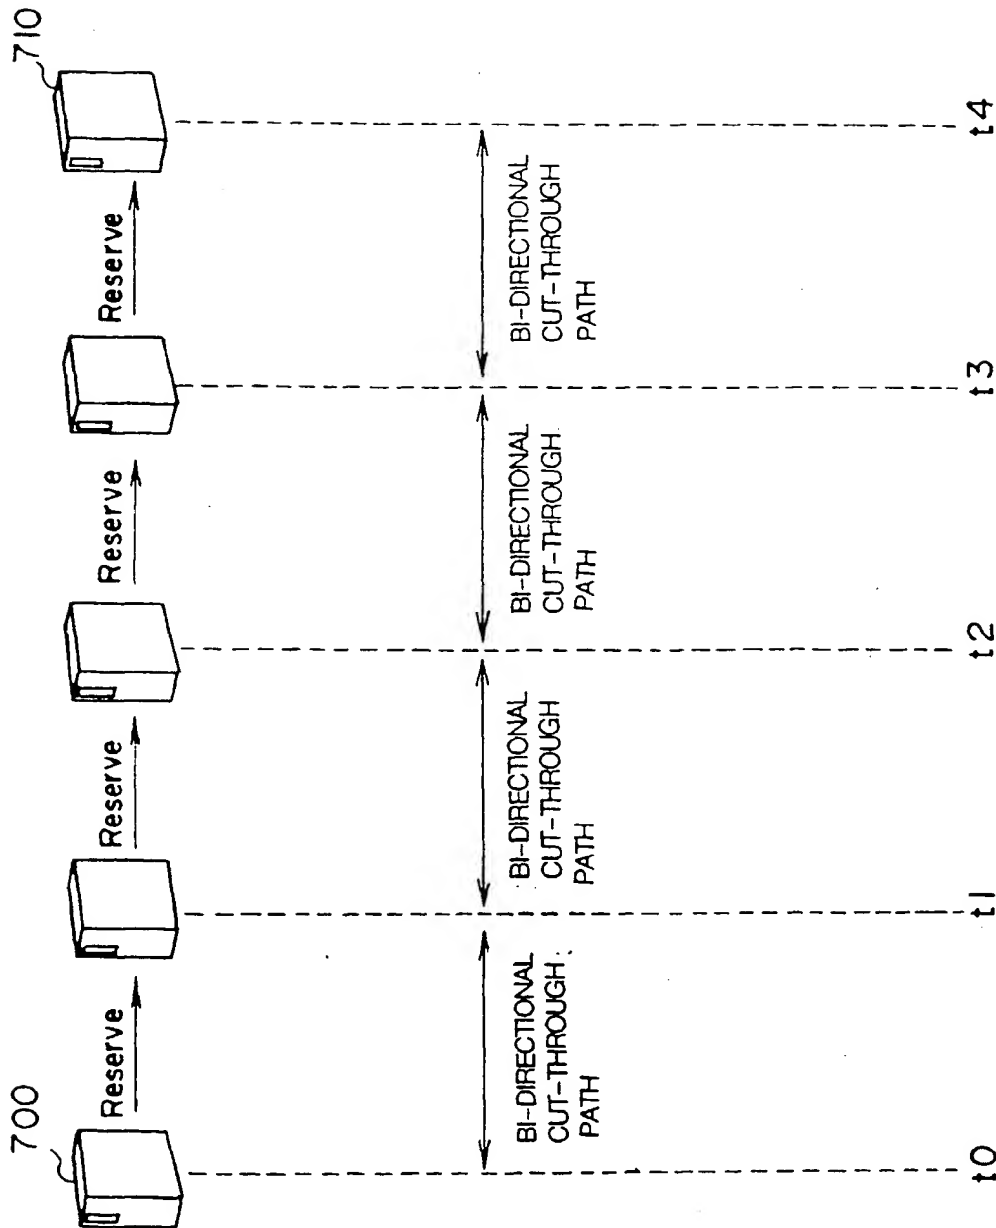 700
710
Reserve
Reserve
Reserve
Reserve
BI-DIRECTIONAL
CUT-THROUGH
PATH
BI-DIRECTIONAL
CUT-THROUGH
PATH
BI-DIRECTIONAL
CUT-THROUGH
PATH
BI-DIRECTIONAL
CUT-THROUGH
PATH
t0
t1
t2
t3
t4